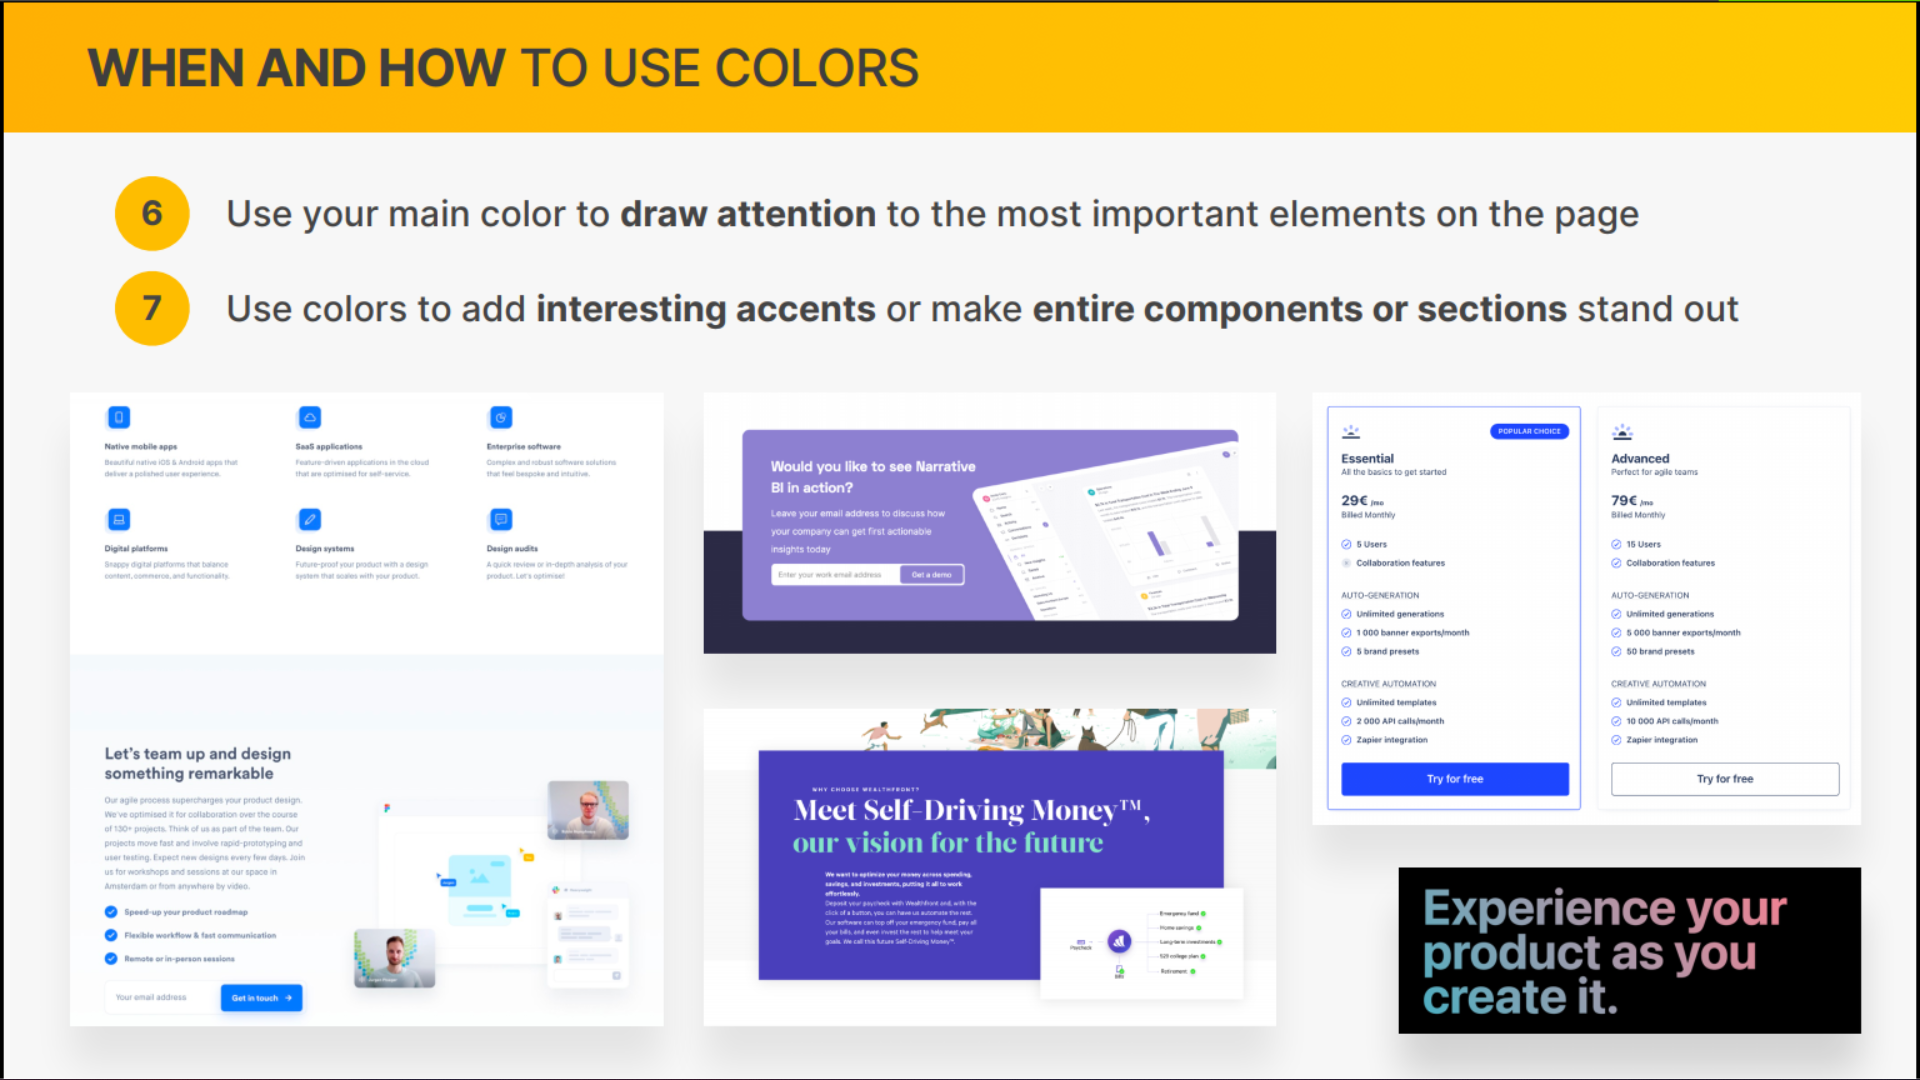 WHEN AND HOW TO USE COLORS
6
Use your main color to draw attention to the most important elements on the page
7
Use colors to add interesting accents or make entire components or sections stand out
Native mobile apps
Beautiful native iOS & Android apps that
deliver a polished user experience.
SaaS applications
Feature-driven applications in the cloud
that are optimised for self-service.
Enterprise software
Complex and robust software solutions
that feel bespoke and intuitive.
Digital platforms
Snappy digital platforms that balance
content, commerce, and functionality.
Design systems
Future-proof your product with a design
system that scales with your product.
Design audits
A quick review or in-depth analysis of your
product. Let's optimise!
Let's team up and design
something remarkable
Our agile process supercharges your product design.
We've optimised it for collaboration over the course
of 130+ projects. Think of us as part of the team. Our
projects move fast and involve rapid-prototyping and
user testing. Expect new designs every few days. Join
us for workshops and sessions at our space in
Amsterdam or from anywhere by video.
Speed-up your product roadmap
Flexible workflow & fast communication
Remote or in-person sessions
Your email address
Get in touch
Would you like to see Narrative
BI in action?
Leave your email address to discuss how
your company can get first actionable
insights today
Enter your work email address
Get a demo
WHY CHOOSE WEALTHFRONT?
Meet Self-Driving Money™,
our vision for the future
We want to optimize your money across spending,
savings, and investments, putting it all to work
effortlessly.
Deposit your paycheck with Wealthfront and, with the
click of a button, you can have us automate the rest.
Our software can top off your emergency fund, pay all
your bills, and even invest the rest to help meet your
goals. We call this future Self-Driving Money™.
Paycheck
Bills
Emergency fund
Home savings
Long-term investments
529 college plan
Retirement
POPULAR CHOICE
Essential
All the basics to get started
29€ /mo
Billed Monthly
5 Users
Collaboration features
AUTO-GENERATION
Unlimited generations
1 000 banner exports/month
5 brand presets
CREATIVE AUTOMATION
Unlimited templates
2 000 API calls/month
Zapier integration
Try for free
Advanced
Perfect for agile teams
79€ /mo
Billed Monthly
15 Users
Collaboration features
AUTO-GENERATION
Unlimited generations
5 000 banner exports/month
50 brand presets
CREATIVE AUTOMATION
Unlimited templates
10 000 API calls/month
Zapier integration
Try for free
Experience your
product as you
create it.